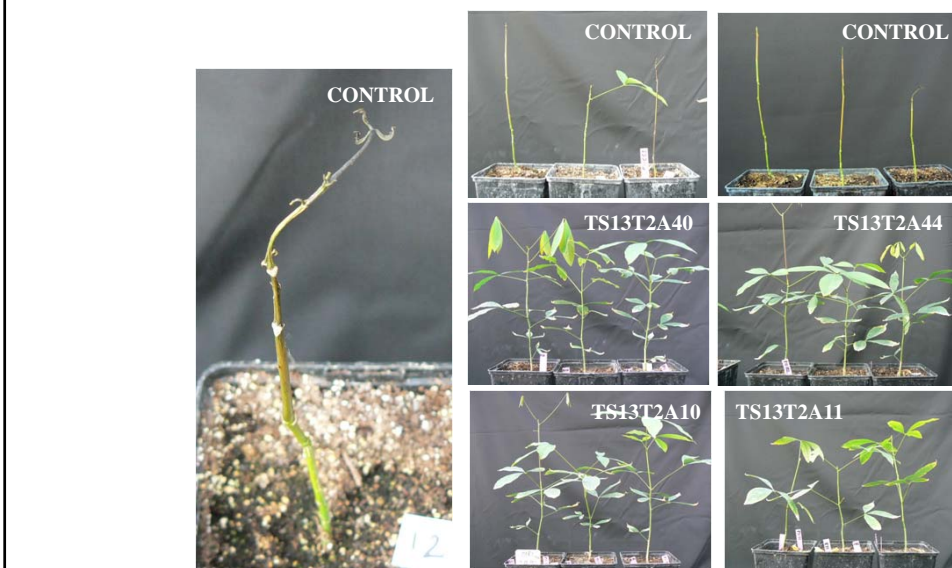 CONTROL
CONTROL
CONTROL
TS13T2A40
TS13T2A44
TS13T2A10
TS13T2A11
12